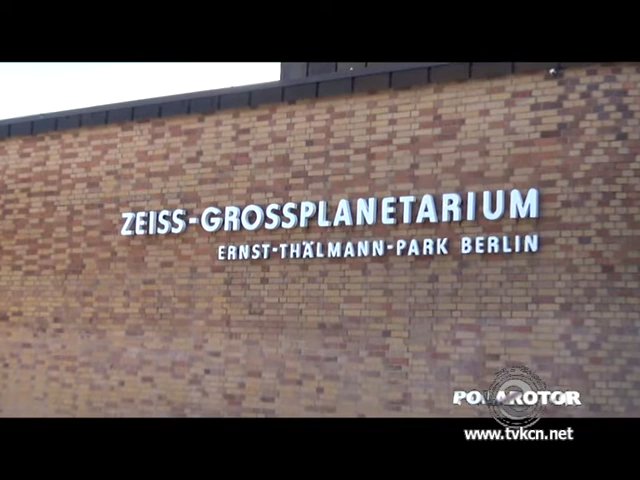 ZEISS-GROSSPLANETARIUM
ERNST-THÄLMANN-PARK BERLIN
POLAROTOR
www.tvkcn.net